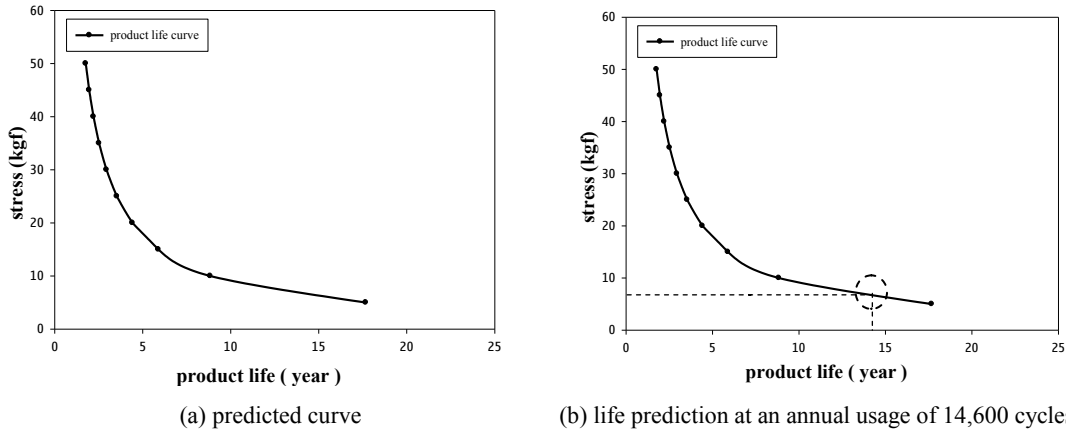 60
50
40
30
20
10
0
stress (kgf)
product life curve
0 5 10 15 20 25
product life ( year )
(a) predicted curve
60
50
40
30
20
10
0
stress (kgf)
product life curve
0 5 10 15 20 25
product life ( year )
(b) life prediction at an annual usage of 14,600 cycles